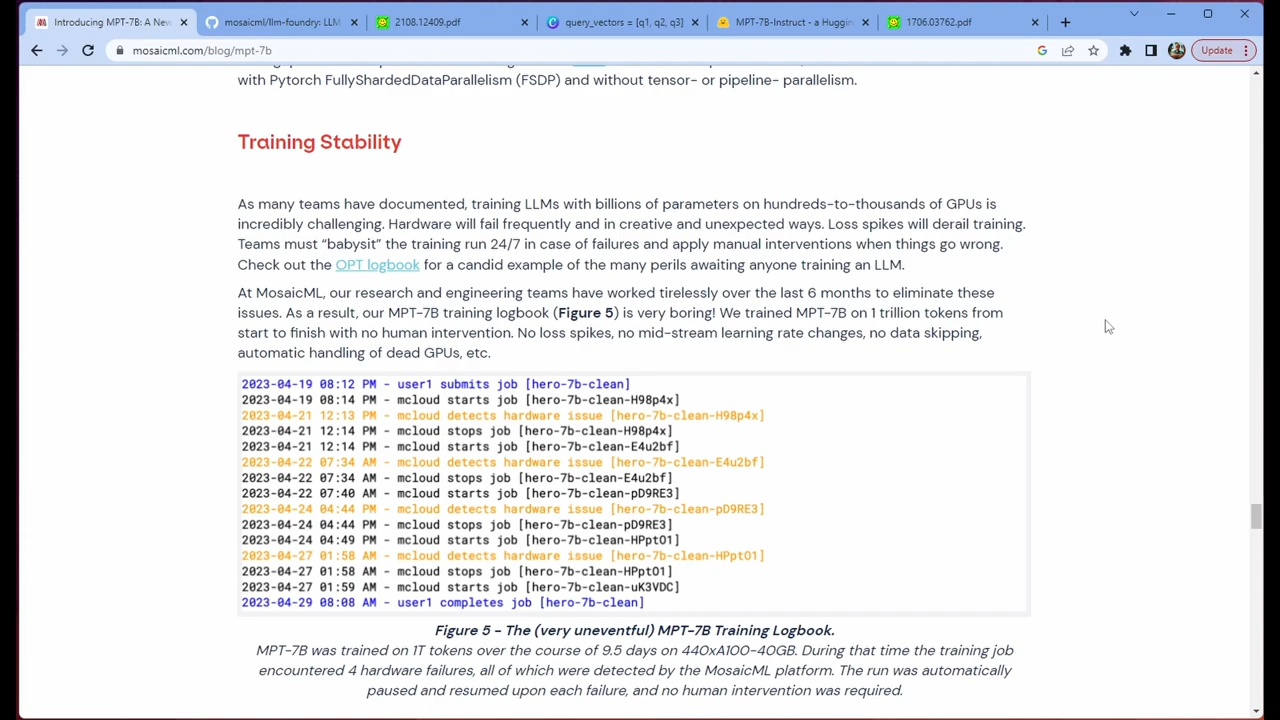 Introducing MPT-7B: A New
mosaicml/llm-foundry: LLM
2108.12409.pdf
query_vectors = [q1, q2, q3]
MPT-7B-Instruct - a Huggin
1706.03762.pdf
mosaicml.com/blog/mpt-7b
Update
with Pytorch FullyShardedDataParallelism (FSDP) and without tensor- or pipeline- parallelism.
Training Stability
As many teams have documented, training LLMs with billions of parameters on hundreds-to-thousands of GPUs is
incredibly challenging. Hardware will fail frequently and in creative and unexpected ways. Loss spikes will derail training.
Teams must “babysit” the training run 24/7 in case of failures and apply manual interventions when things go wrong.
Check out the OPT logbook for a candid example of the many perils awaiting anyone training an LLM.
At MosaicML, our research and engineering teams have worked tirelessly over the last 6 months to eliminate these
issues. As a result, our MPT-7B training logbook (Figure 5) is very boring! We trained MPT-7B on 1 trillion tokens from
start to finish with no human intervention. No loss spikes, no mid-stream learning rate changes, no data skipping,
automatic handling of dead GPUs, etc.
2023-04-19 08:12 PM - user1 submits job [hero-7b-clean]
2023-04-19 08:14 PM - mcloud starts job [hero-7b-clean-H98p4x]
2023-04-21 12:13 PM - mcloud detects hardware issue [hero-7b-clean-H98p4x]
2023-04-21 12:14 PM - mcloud stops job [hero-7b-clean-H98p4x]
2023-04-21 12:14 PM - mcloud starts job [hero-7b-clean-E4u2bf]
2023-04-22 07:34 AM - mcloud detects hardware issue [hero-7b-clean-E4u2bf]
2023-04-22 07:34 AM - mcloud stops job [hero-7b-clean-E4u2bf]
2023-04-22 07:40 AM - mcloud starts job [hero-7b-clean-pD9RE3]
2023-04-24 04:44 PM - mcloud detects hardware issue [hero-7b-clean-pD9RE3]
2023-04-24 04:44 PM - mcloud stops job [hero-7b-clean-pD9RE3]
2023-04-24 04:49 PM - mcloud starts job [hero-7b-clean-HPptO1]
2023-04-27 01:58 AM - mcloud detects hardware issue [hero-7b-clean-HPptO1]
2023-04-27 01:58 AM - mcloud stops job [hero-7b-clean-HPptO1]
2023-04-27 01:59 AM - mcloud starts job [hero-7b-clean-uK3VDC]
2023-04-29 08:08 AM - user1 completes job [hero-7b-clean]
Figure 5 - The (very uneventful) MPT-7B Training Logbook.
MPT-7B was trained on 1T tokens over the course of 9.5 days on 440xA100-40GB. During that time the training job
encountered 4 hardware failures, all of which were detected by the MosaicML platform. The run was automatically
paused and resumed upon each failure, and no human intervention was required.